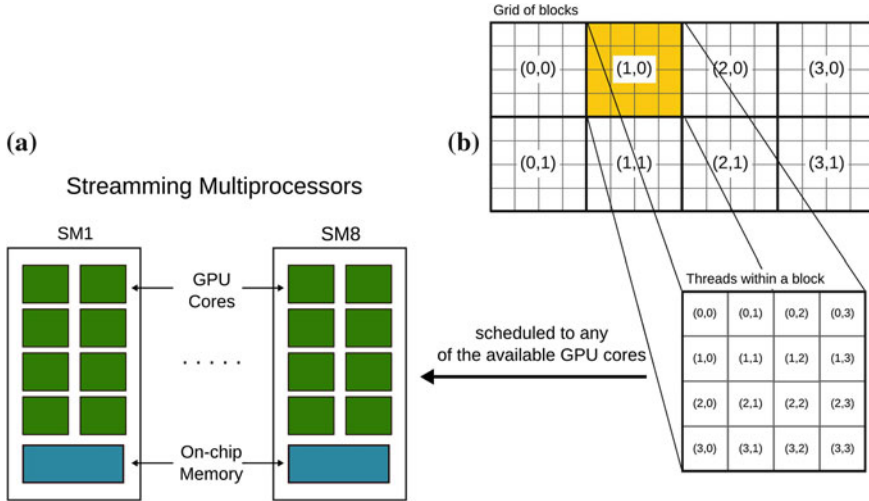 Grid of blocks
(0,0) (1,0) (2,0) (3,0)
(a)
(b)
(0,1) (1,1) (2,1) (3,1)
Streamming Multiprocessors
SM1
SM8
GPU
Cores
Threads within a block
(0,0) (0,1) (0,2) (0,3)
scheduled to any
of the available GPU cores
(1,0) (1,1) (1,2) (1,3)
. . . . .
(2,0) (2,1) (2,2) (2,3)
On-chip
Memory
(3,0) (3,1) (3,2) (3,3)